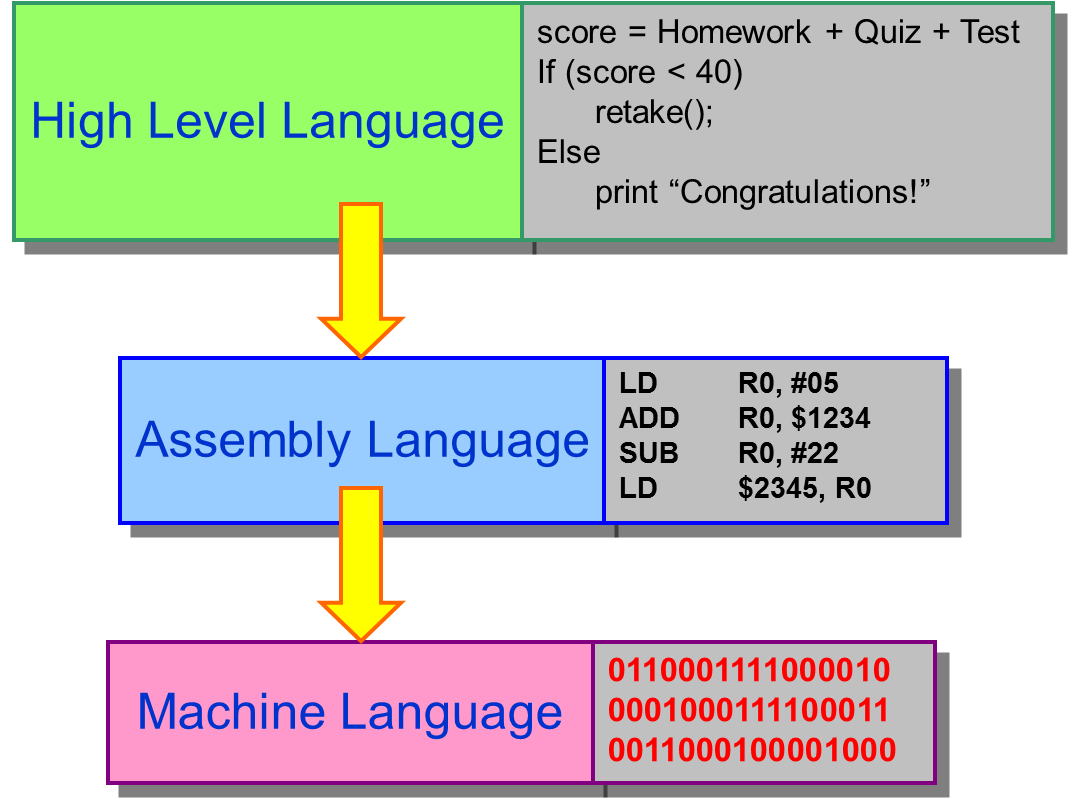 High Level Language
score = Homework + Quiz + Test
If (score < 40)
retake();
Else
print “Congratulations!”
Assembly Language
LD R0, #05
ADD R0, $1234
SUB R0, #22
LD $2345, R0
Machine Language
0110001111000010
0001000111100011
0011000100001000